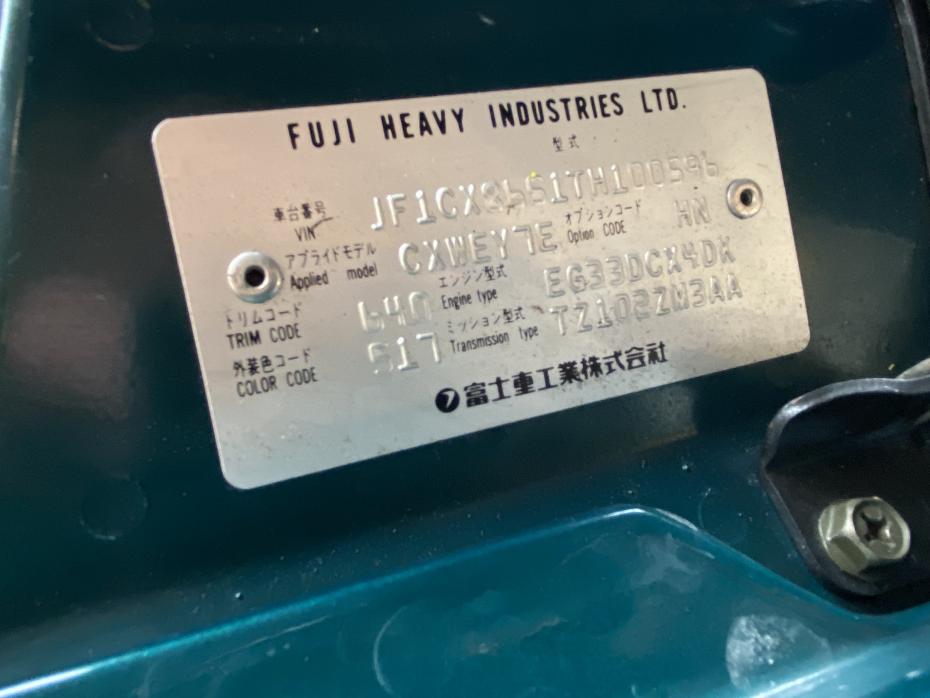 FUJI HEAVY INDUSTRIES LTD.
型式
車台番号
VIN JF1CX8651TH100596
アプライドモデル
Applied model CXWEY7E オプションコード Option CODE HN
トリムコード
TRIM CODE 640 エンジン型式 Engine type EG33DCX4DK
外装色コード
COLOR CODE 517 ミッション型式 Transmission type TZ102ZM3AA
富士重工業株式会社